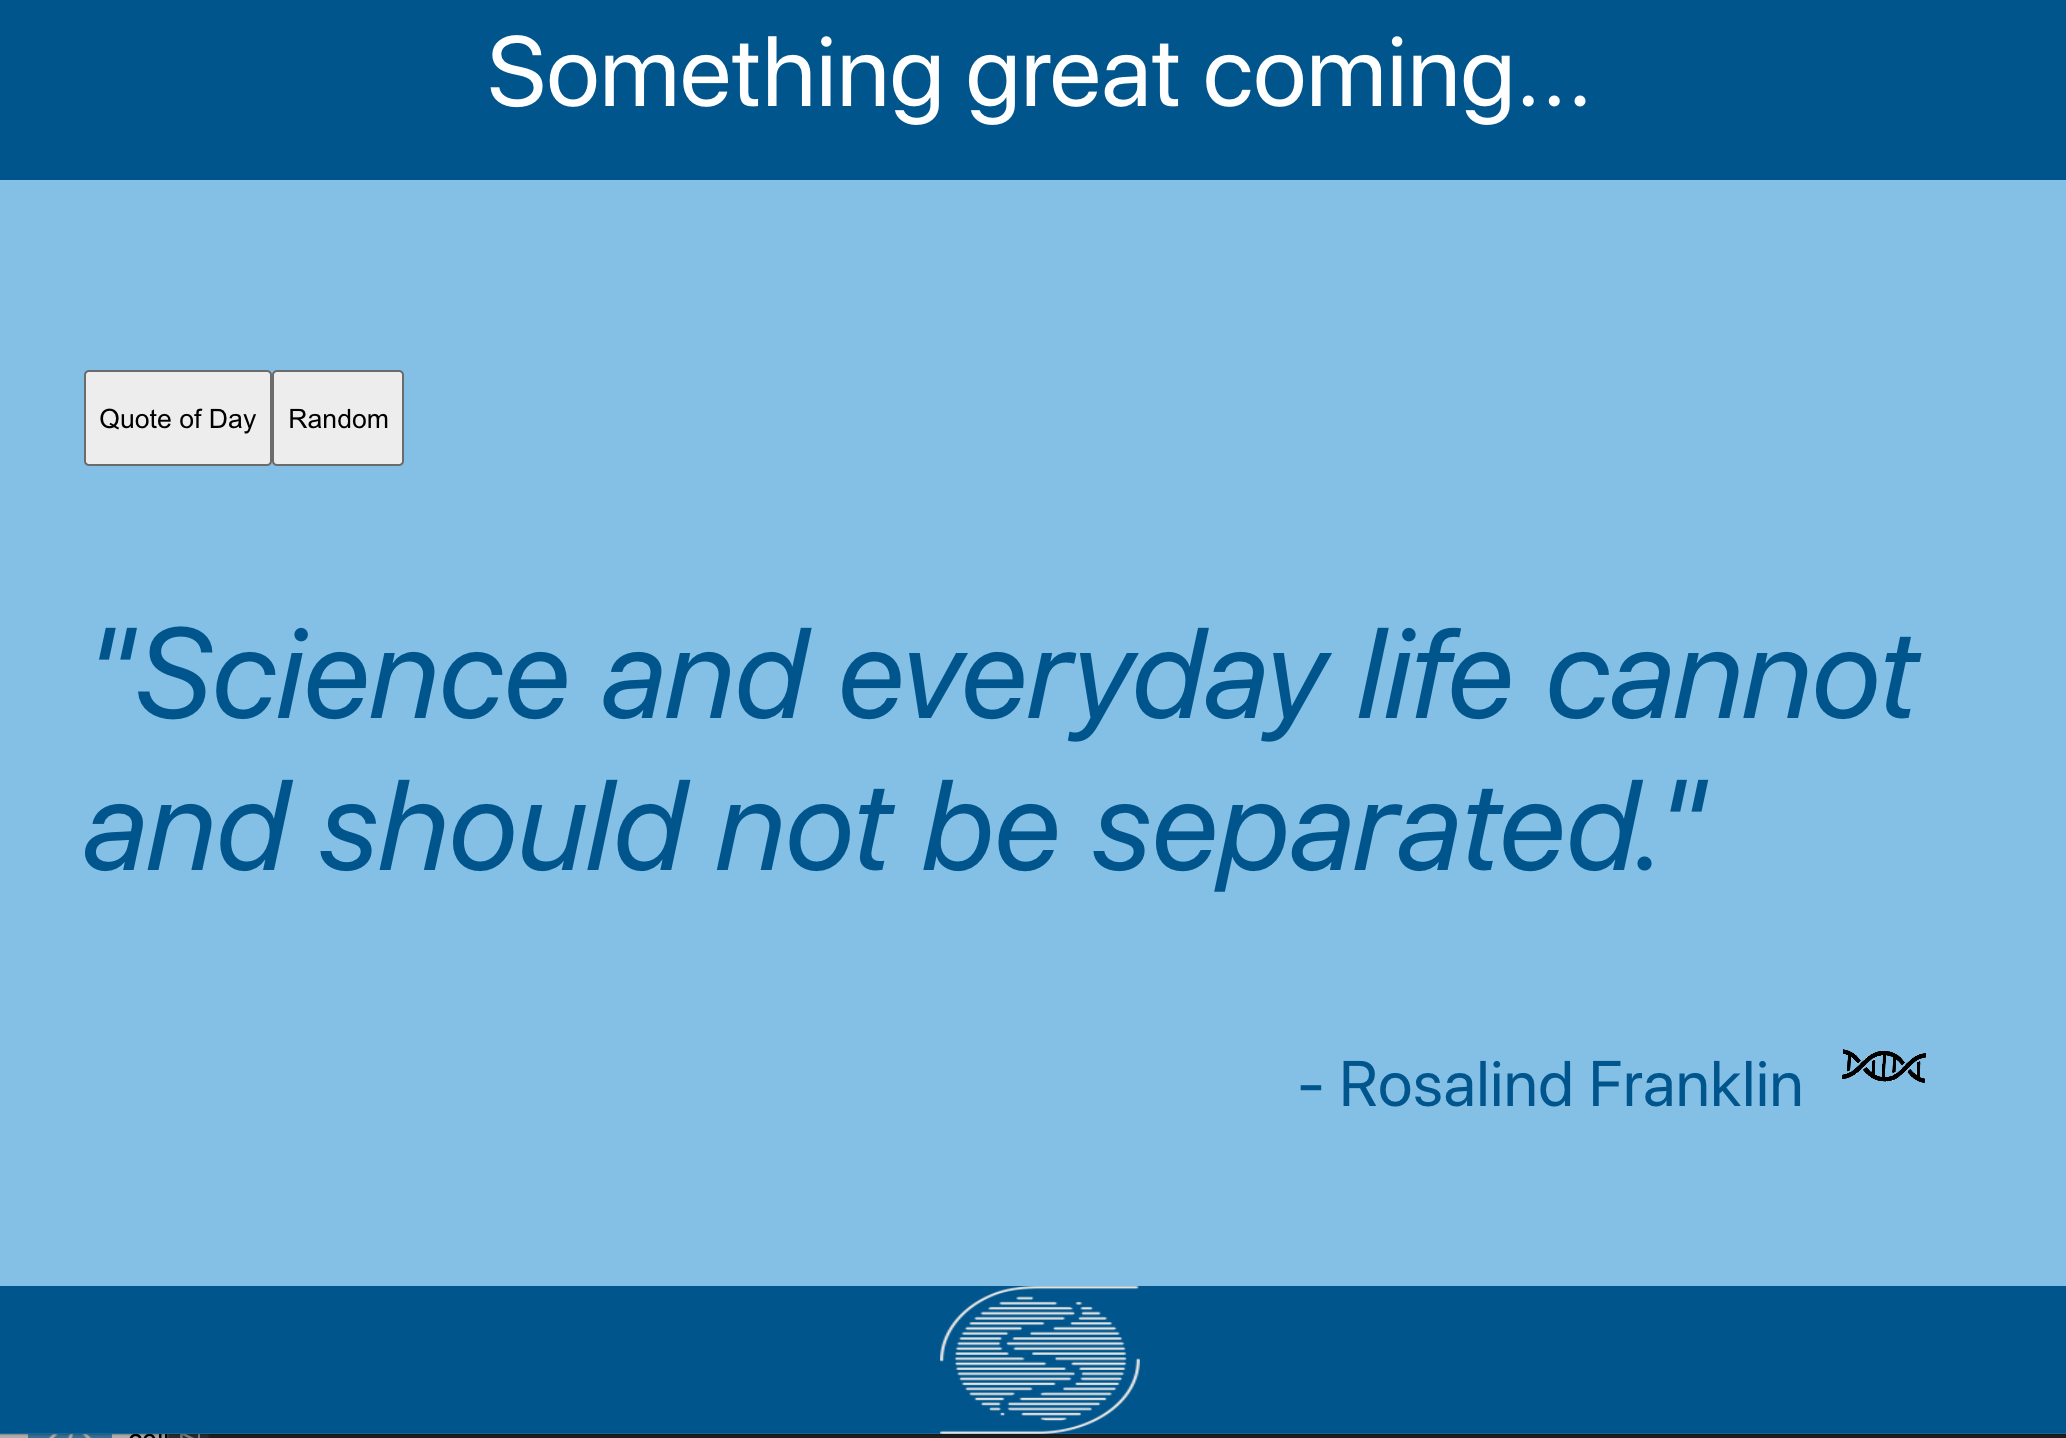 Something great coming...
Quote of Day Random
"Science and everyday life cannot
and should not be separated."
- Rosalind Franklin